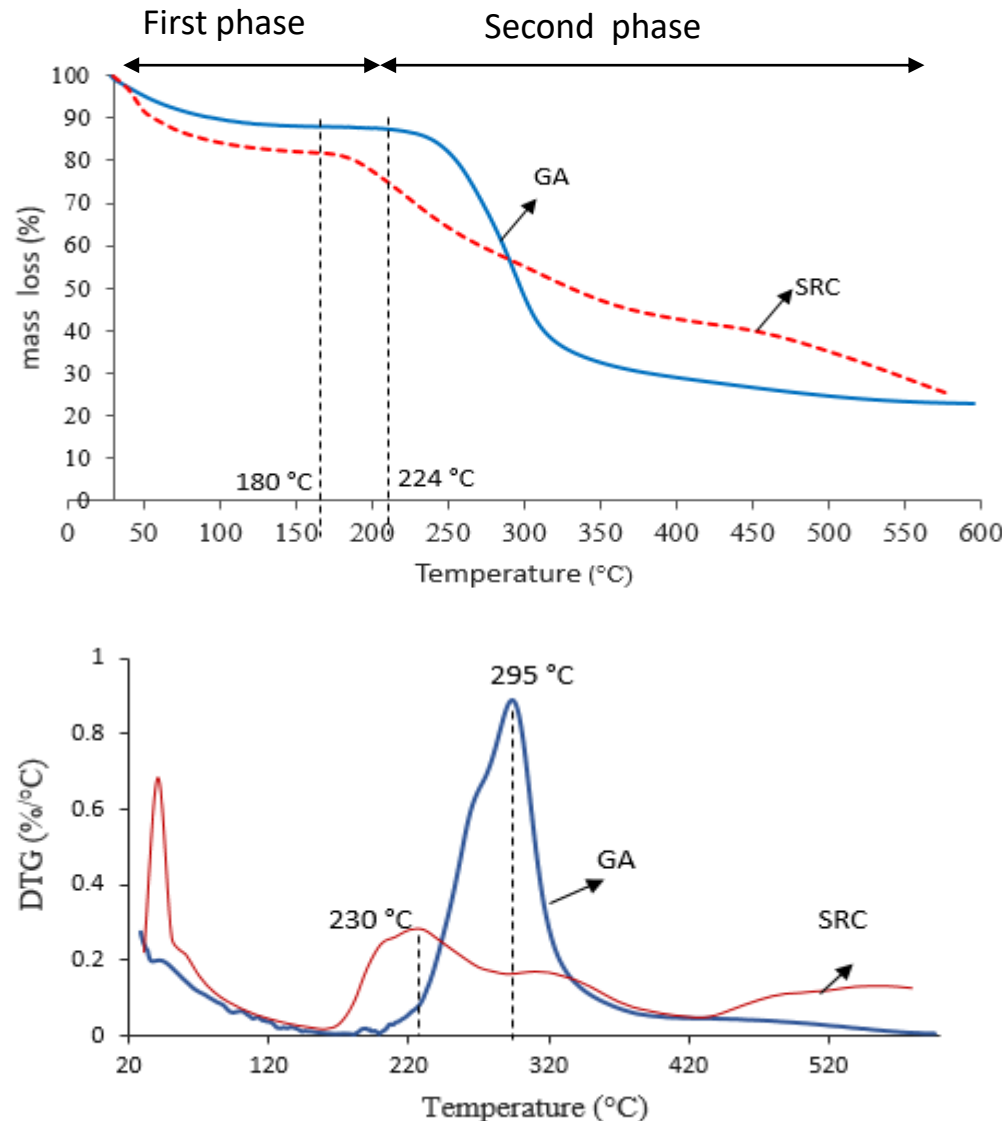 First phase
Second phase
100
90
80
70
60
50
40
30
20
10
0
mass loss (%)
GA
SRC
180 °C
224 °C
0 50 100 150 200 250 300 350 400 450 500 550 600
Temperature (°C)
1
0.8
0.6
0.4
0.2
0
DTG (%/°C)
295 °C
GA
230 °C
SRC
20 120 220 320 420 520
Temperature (°C)